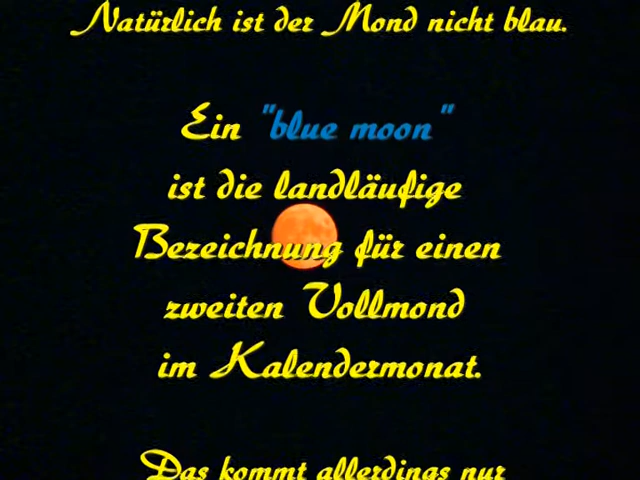 Natürlich ist der Mond nicht blau.
Ein "blue moon"
ist die landläufige
Bezeichnung für einen
zweiten Vollmond
im Kalendermonat.
Das kommt allerdings nur